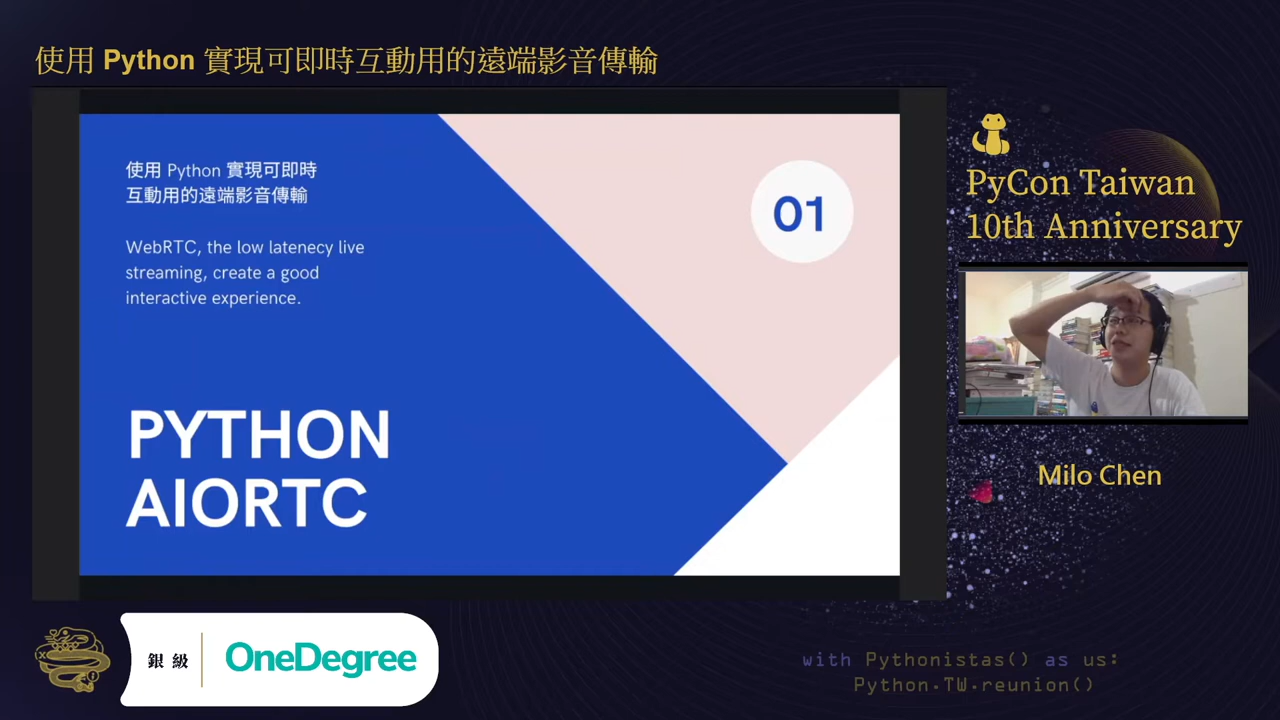 使用 Python 實現可即時互動用的遠端影音傳輸
使用 Python 實現可即時
互動用的遠端影音傳輸
WebRTC, the low latenecy live
streaming, create a good
interactive experience.
01
PYTHON
AIORTC
PyCon Taiwan
10th Anniversary
Milo Chen
銀級
OneDegree
with Pythonistas() as us:
Python.TW.reunion()